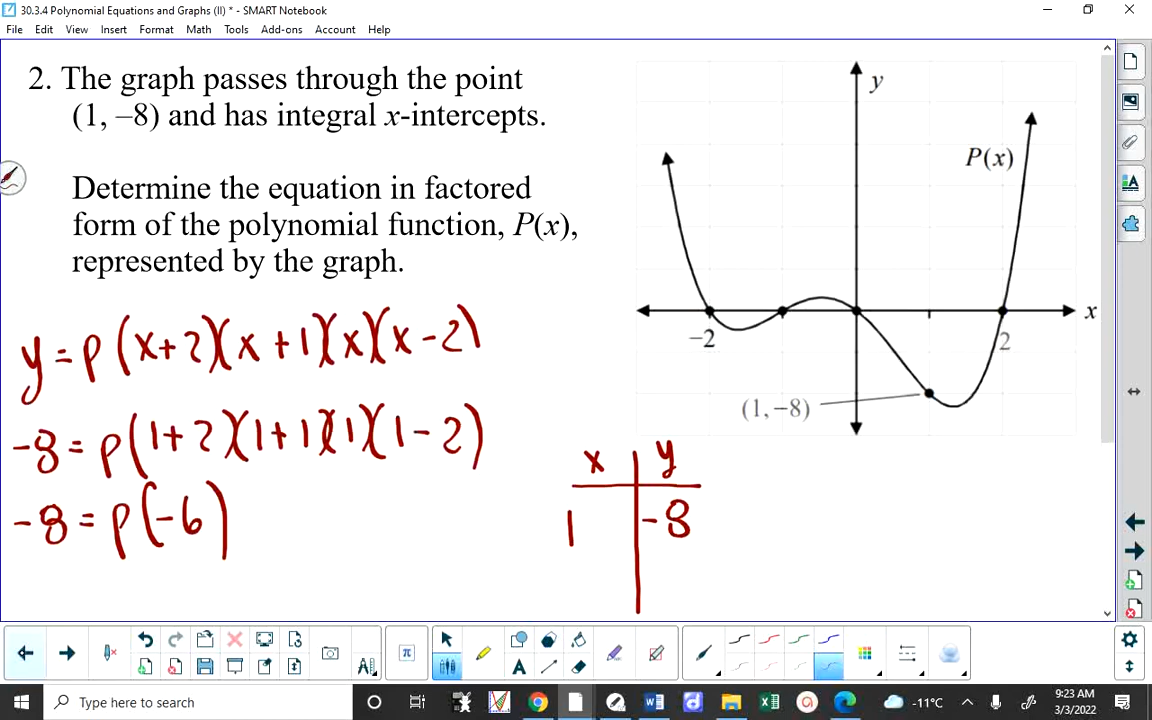 30.3.4 Polynomial Equations and Graphs (II) * - SMART Notebook
File Edit View Insert Format Math Tools Add-ons Account Help
2. The graph passes through the point
(1, –8) and has integral x-intercepts.
Determine the equation in factored
form of the polynomial function, P(x),
represented by the graph.
y
P(x)
x
-2
2
(1, -8)
y = p(x+2)(x+1)(x)(x-2)
-8 = p(1+2)(1+1)(1)(1-2)
-8 = p(-6)
x y
1 -8
Type here to search
-11°C
9:23 AM
3/3/2022